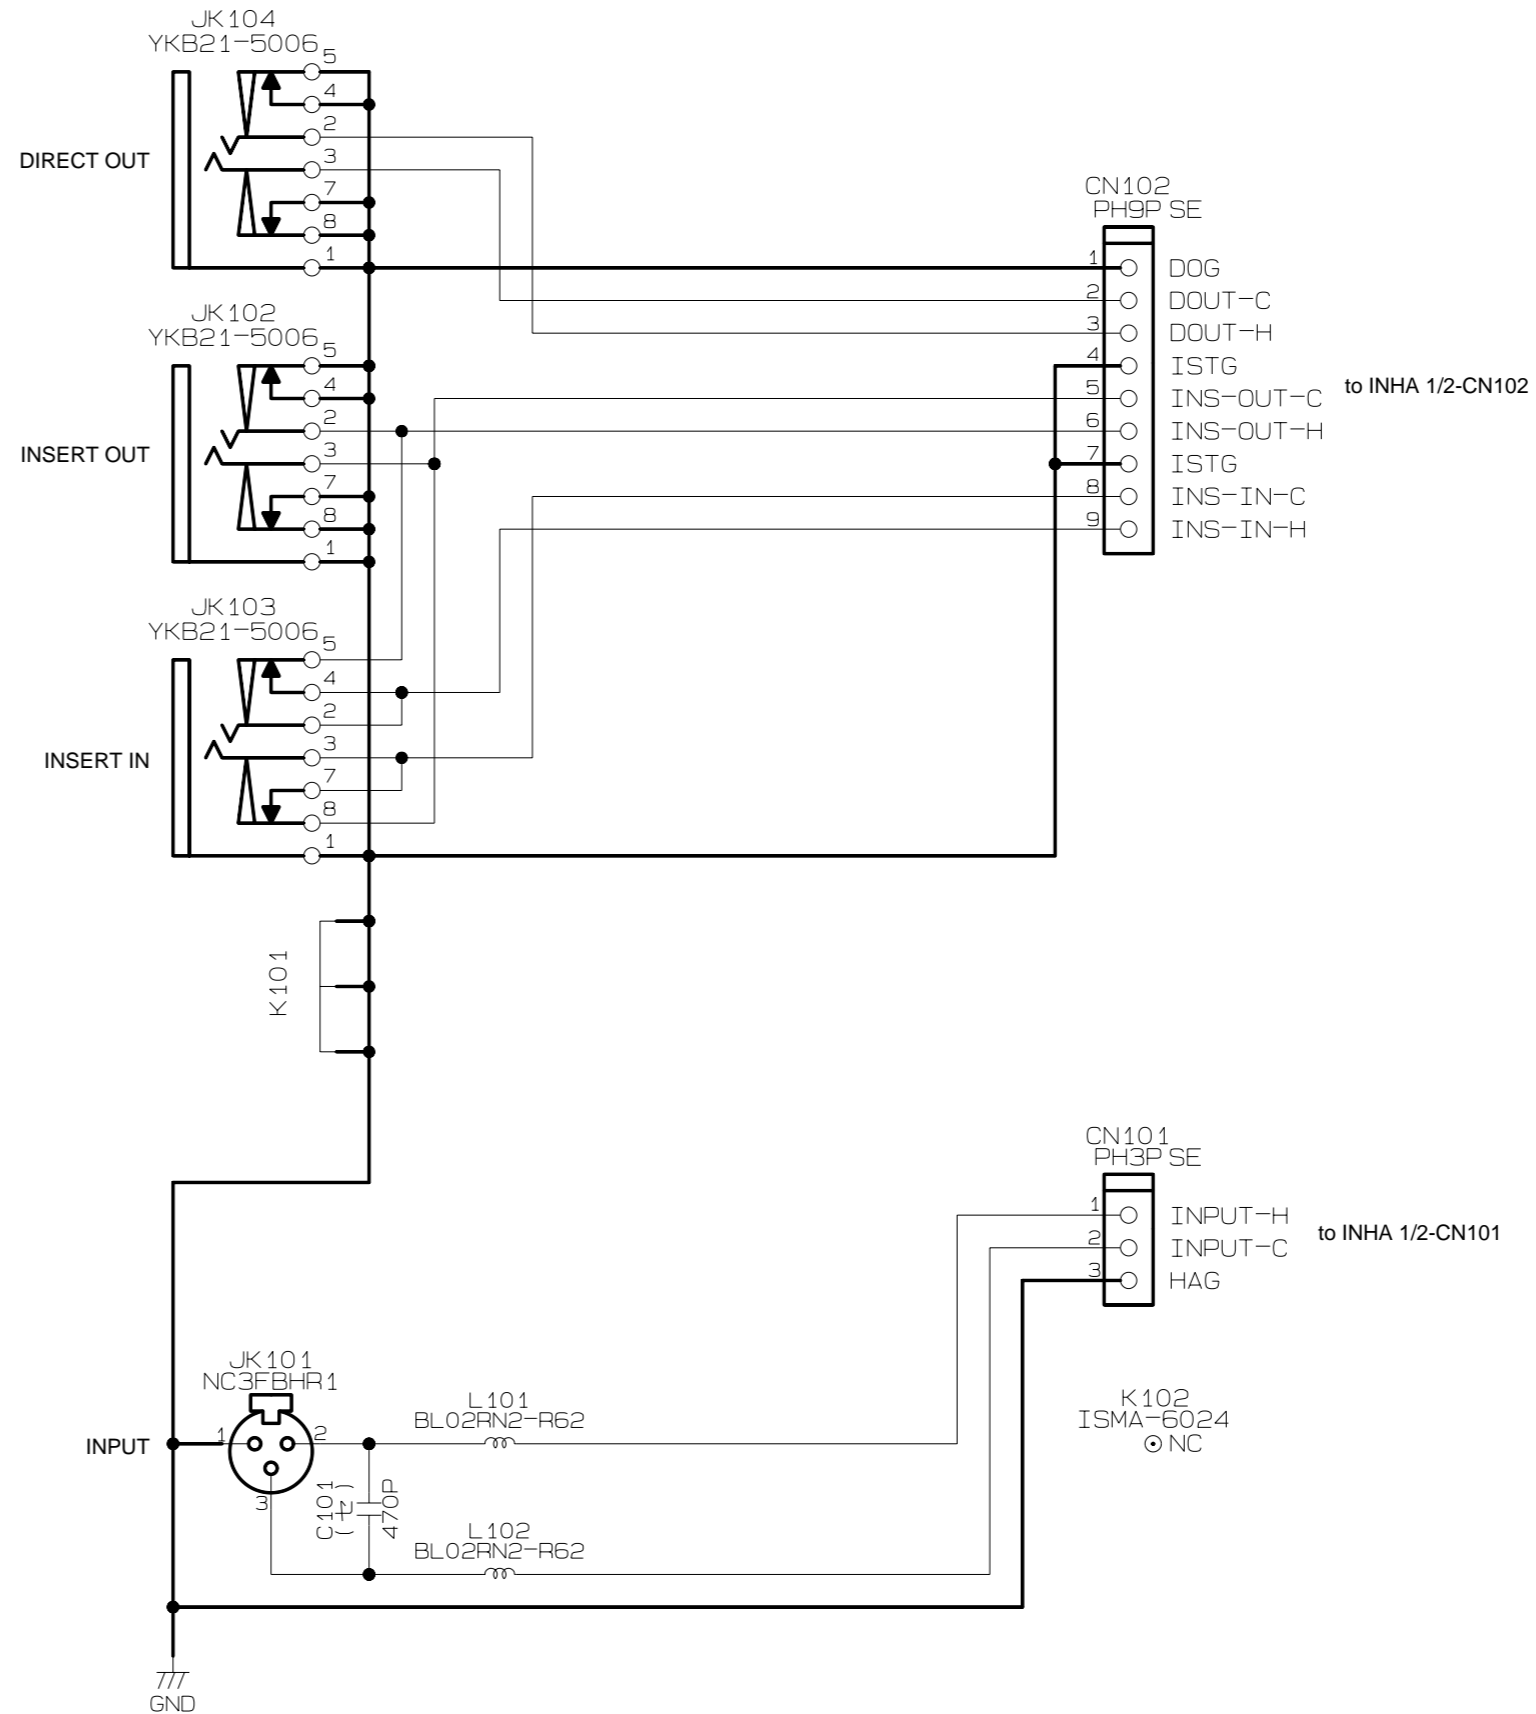 JK104
YKB21-5006
5
4
2
3
7
8
1
DIRECT OUT
CN102
PH9P SE
1 DOG
2 DOUT-C
3 DOUT-H
4 ISTG
5 INS-OUT-C
6 INS-OUT-H
7 ISTG
8 INS-IN-C
9 INS-IN-H
to INHA 1/2-CN102
JK102
YKB21-5006
5
4
2
3
7
8
1
INSERT OUT
JK103
YKB21-5006
5
4
2
3
7
8
1
INSERT IN
K101
CN101
PH3P SE
1 INPUT-H
2 INPUT-C
3 HAG
to INHA 1/2-CN101
JK101
NC3FBHR1
INPUT
1
2
3
L101
BL02RN2-R62
C101
470P
L102
BL02RN2-R62
K102
ISMA-6024
NC
GND